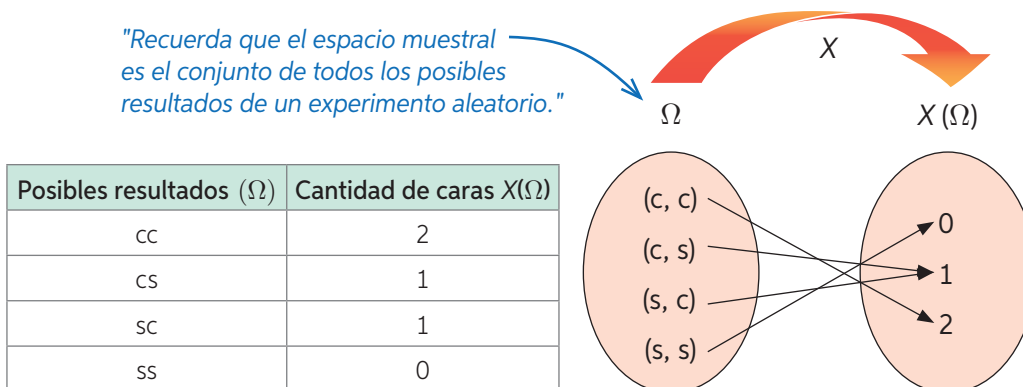 "Recuerda que el espacio muestral
es el conjunto de todos los posibles
resultados de un experimento aleatorio."
X
Ω
X (Ω)
Posibles resultados (Ω) Cantidad de caras X(Ω)
cc 2
cs 1
sc 1
ss 0
(c, c)
(c, s)
(s, c)
(s, s)
0
1
2